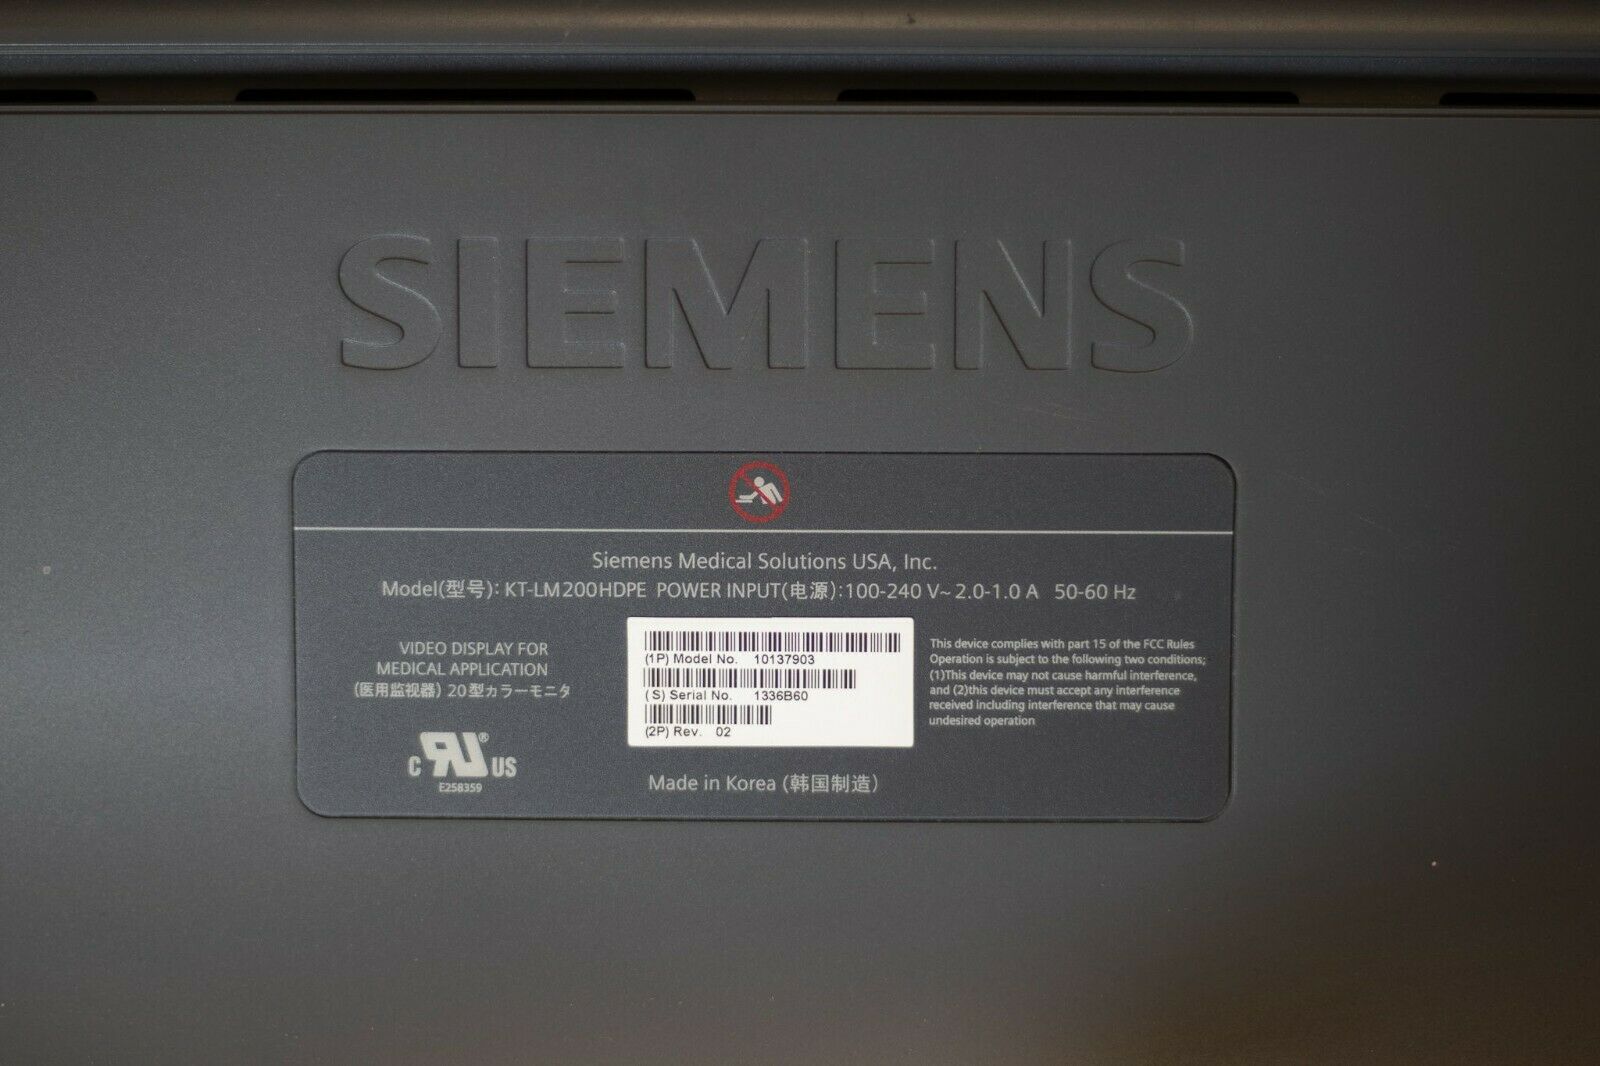 SIEMENS
Siemens Medical Solutions USA, Inc.
Model(型号): KT-LM200HDPE POWER INPUT(电源):100-240 V~ 2.0-1.0 A 50-60 Hz
VIDEO DISPLAY FOR
MEDICAL APPLICATION
(医用监视器) 20型カラーモニタ
c RU ® US
E258359
(1P) Model No. 10137903
(S) Serial No. 1336B60
(2P) Rev. 02
This device complies with part 15 of the FCC Rules
Operation is subject to the following two conditions;
(1)This device may not cause harmful interference,
and (2)this device must accept any interference
received including interference that may cause
undesired operation
Made in Korea (韩国制造)